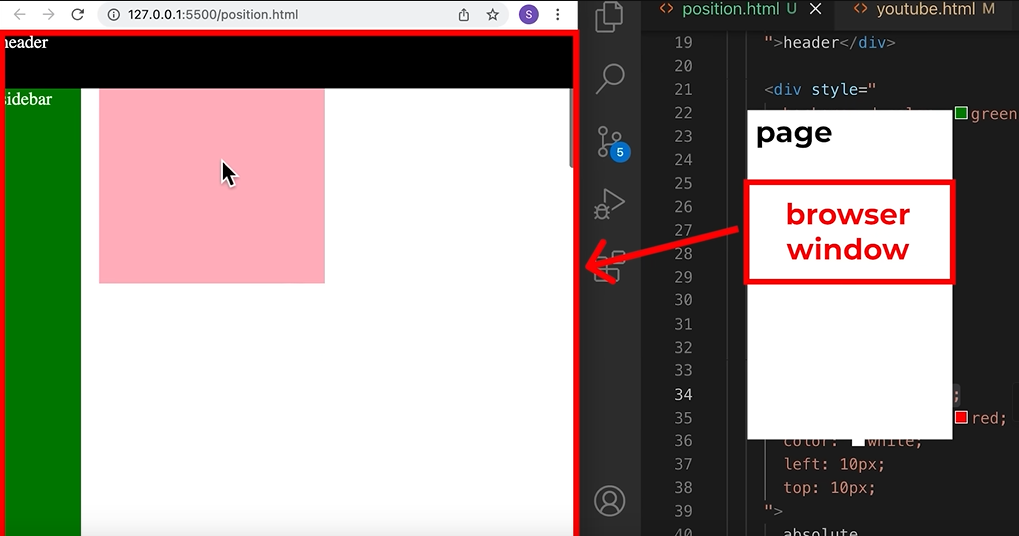 127.0.0.1:5500/position.html
S
header
sidebar
5
position.html U
youtube.html M
19 ">header</div>
20
21 <div style="
22 green
23
24
25
26
27
28
29
30
31
32
33
34 ;
35 red;
36 color: white;
37 left: 10px;
38 top: 10px;
39 ">
40 absolute
page
browser
window